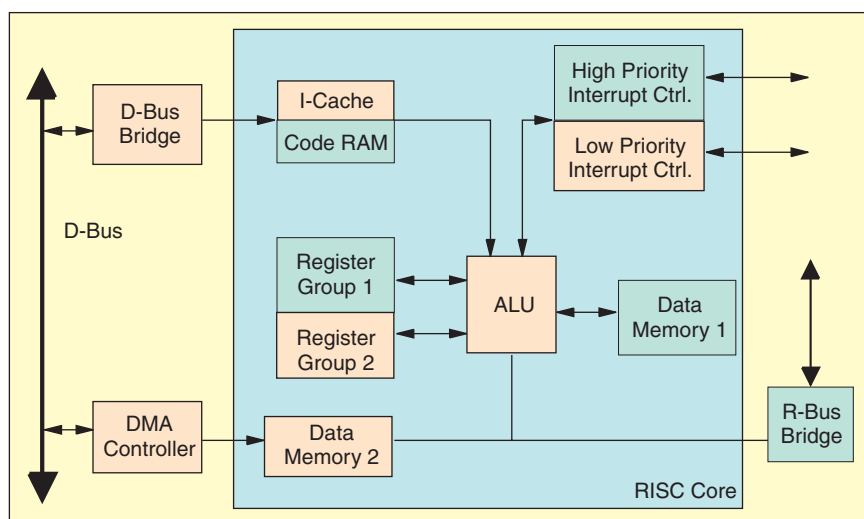 D-Bus
Bridge
I-Cache
Code RAM
High Priority
Interrupt Ctrl.
Low Priority
Interrupt Ctrl.
D-Bus
Register
Group 1
Register
Group 2
ALU
Data
Memory 1
DMA
Controller
Data
Memory 2
R-Bus
Bridge
RISC Core